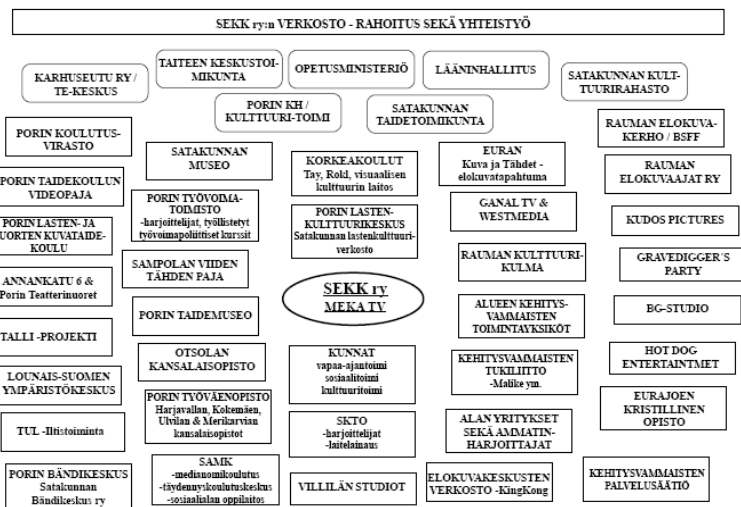 SEKK ry:n VERKOSTO - RAHOITUS SEKÄ YHTEISTYÖ
KARHUSEUTU RY /
TE-KESKUS
TAITEEN KESKUSTOI-
MIKUNTA
OPETUSMINISTERIÖ
LÄÄNINHALLITUS
SATAKUNNAN KULT-
TUURIRAHASTO
PORIN KH /
KULTTUURI-TOIMI
SATAKUNNAN
TAIDETOIMIKUNTA
PORIN KOULUTUS-
VIRASTO
PORIN TAIDEKOULUN
VIDEOPAJA
PORIN LASTEN- JA
NUORTEN KUVATAIDE-
KOULU
ANNANKATU 6 &
Porin Teatterinuoret
TALLI -PROJEKTI
LOUNAIS-SUOMEN
YMPÄRISTÖKESKUS
TUL -Iltistoiminta
PORIN BÄNDIKESKUS
Satakunnan
Bändikeskus ry
SATAKUNNAN
MUSEO
PORIN TYÖVOIMA-
TOIMISTO
-harjoittelijat, työllistetyt
työvoimapoliittiset kurssit
SAMPOLAN VIIDEN
TÄHDEN PAJA
PORIN TAIDEMUSEO
OTSOLAN
KANSALAISOPISTO
PORIN TYÖVÄENOPISTO
Harjavallan, Kokemäen,
Ulvilan & Merikarvian
kansalaisopistot
SAMK
-medianomikoulutus
-täydennyskoulutuskeskus
-sosiaalialan oppilaitos
KORKEAKOULUT
Tay, Rokl, visuaalisen
kulttuurin laitos
PORIN LASTEN-
KULTTUURIKESKUS
Satakunnan lastenkulttuuri-
verkosto
SEKK ry
MEKA TV
KUNNAT
vapaa-ajantoimi
sosiaalitoimi
kulttuuritoimi
SKTO
-harjoittelijat
-laitelainaus
VILLILÄN STUDIOT
EURAN
Kuva ja Tähdet -
elokuvatapahtuma
GANAL TV &
WESTMEDIA
RAUMAN KULTTUURI-
KULMA
ALUEEN KEHITYS-
VAMMAISTEN
TOIMINTAYKSIKÖT
KEHITYSVAMMAISTEN
TUKILIITTO
-Malike ym.
ALAN YRITYKSET
SEKÄ AMMATIN-
HARJOITTAJAT
ELOKUVAKESKUSTEN
VERKOSTO -KingKong
RAUMAN ELOKUVA-
KERHO / BSFF
RAUMAN
ELOKUVAAJAT RY
KUDOS PICTURES
GRAVEDIGGER´S
PARTY
BG-STUDIO
HOT DOG
ENTERTAINTMET
EURAJOEN
KRISTILLINEN
OPISTO
KEHITYSVAMMAISTEN
PALVELUSÄÄTIÖ